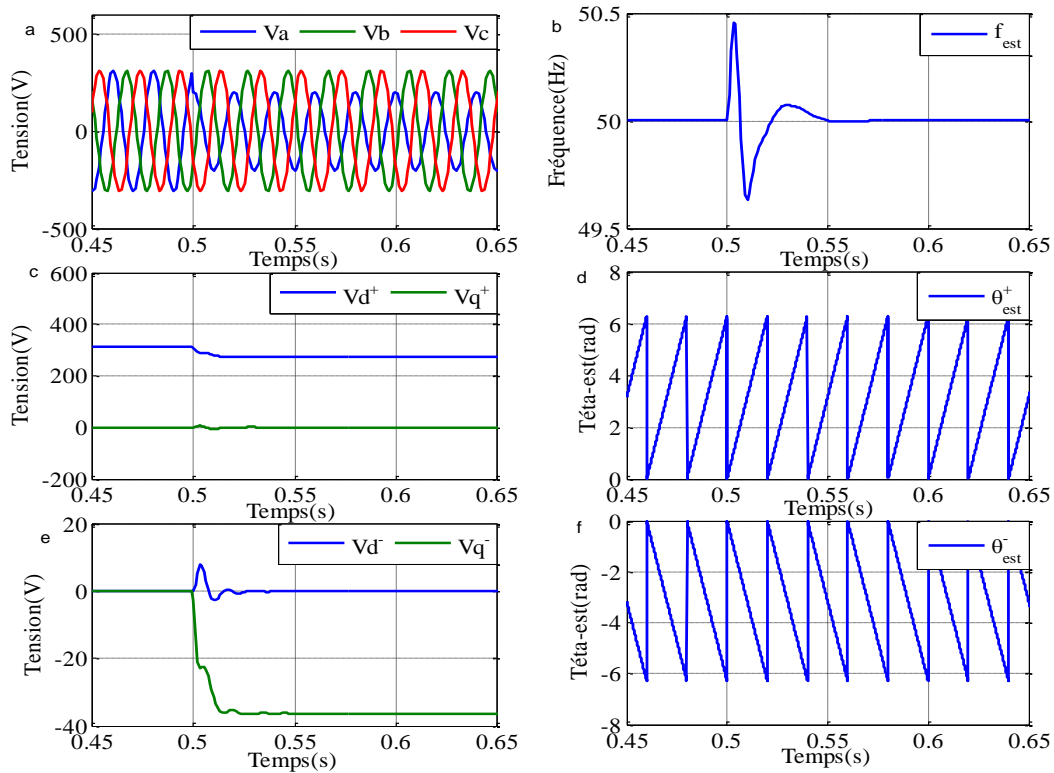 a
600
Va Vb Vc
Tension(V)
0
-500
0.45 0.5 0.55 0.6 0.65
Temps(s)
b
50.5
f est
Fréquence(Hz)
50
49.5
0.45 0.5 0.55 0.6 0.65
Temps(s)
c
600
Vd+ Vq+
400
Tension(V)
200
0
-200
0.45 0.5 0.55 0.6 0.65
Temps(s)
d
8
θ+est
6
Téta-est(rad)
4
2
0
0.45 0.5 0.55 0.6 0.65
Temps(s)
e
20
Vd- Vq-
0
Tension(V)
-20
-40
0.45 0.5 0.55 0.6 0.65
Temps(s)
f
0
θ-est
-2
Téta-est(rad)
-4
-6
-8
0.45 0.5 0.55 0.6 0.65
Temps(s)